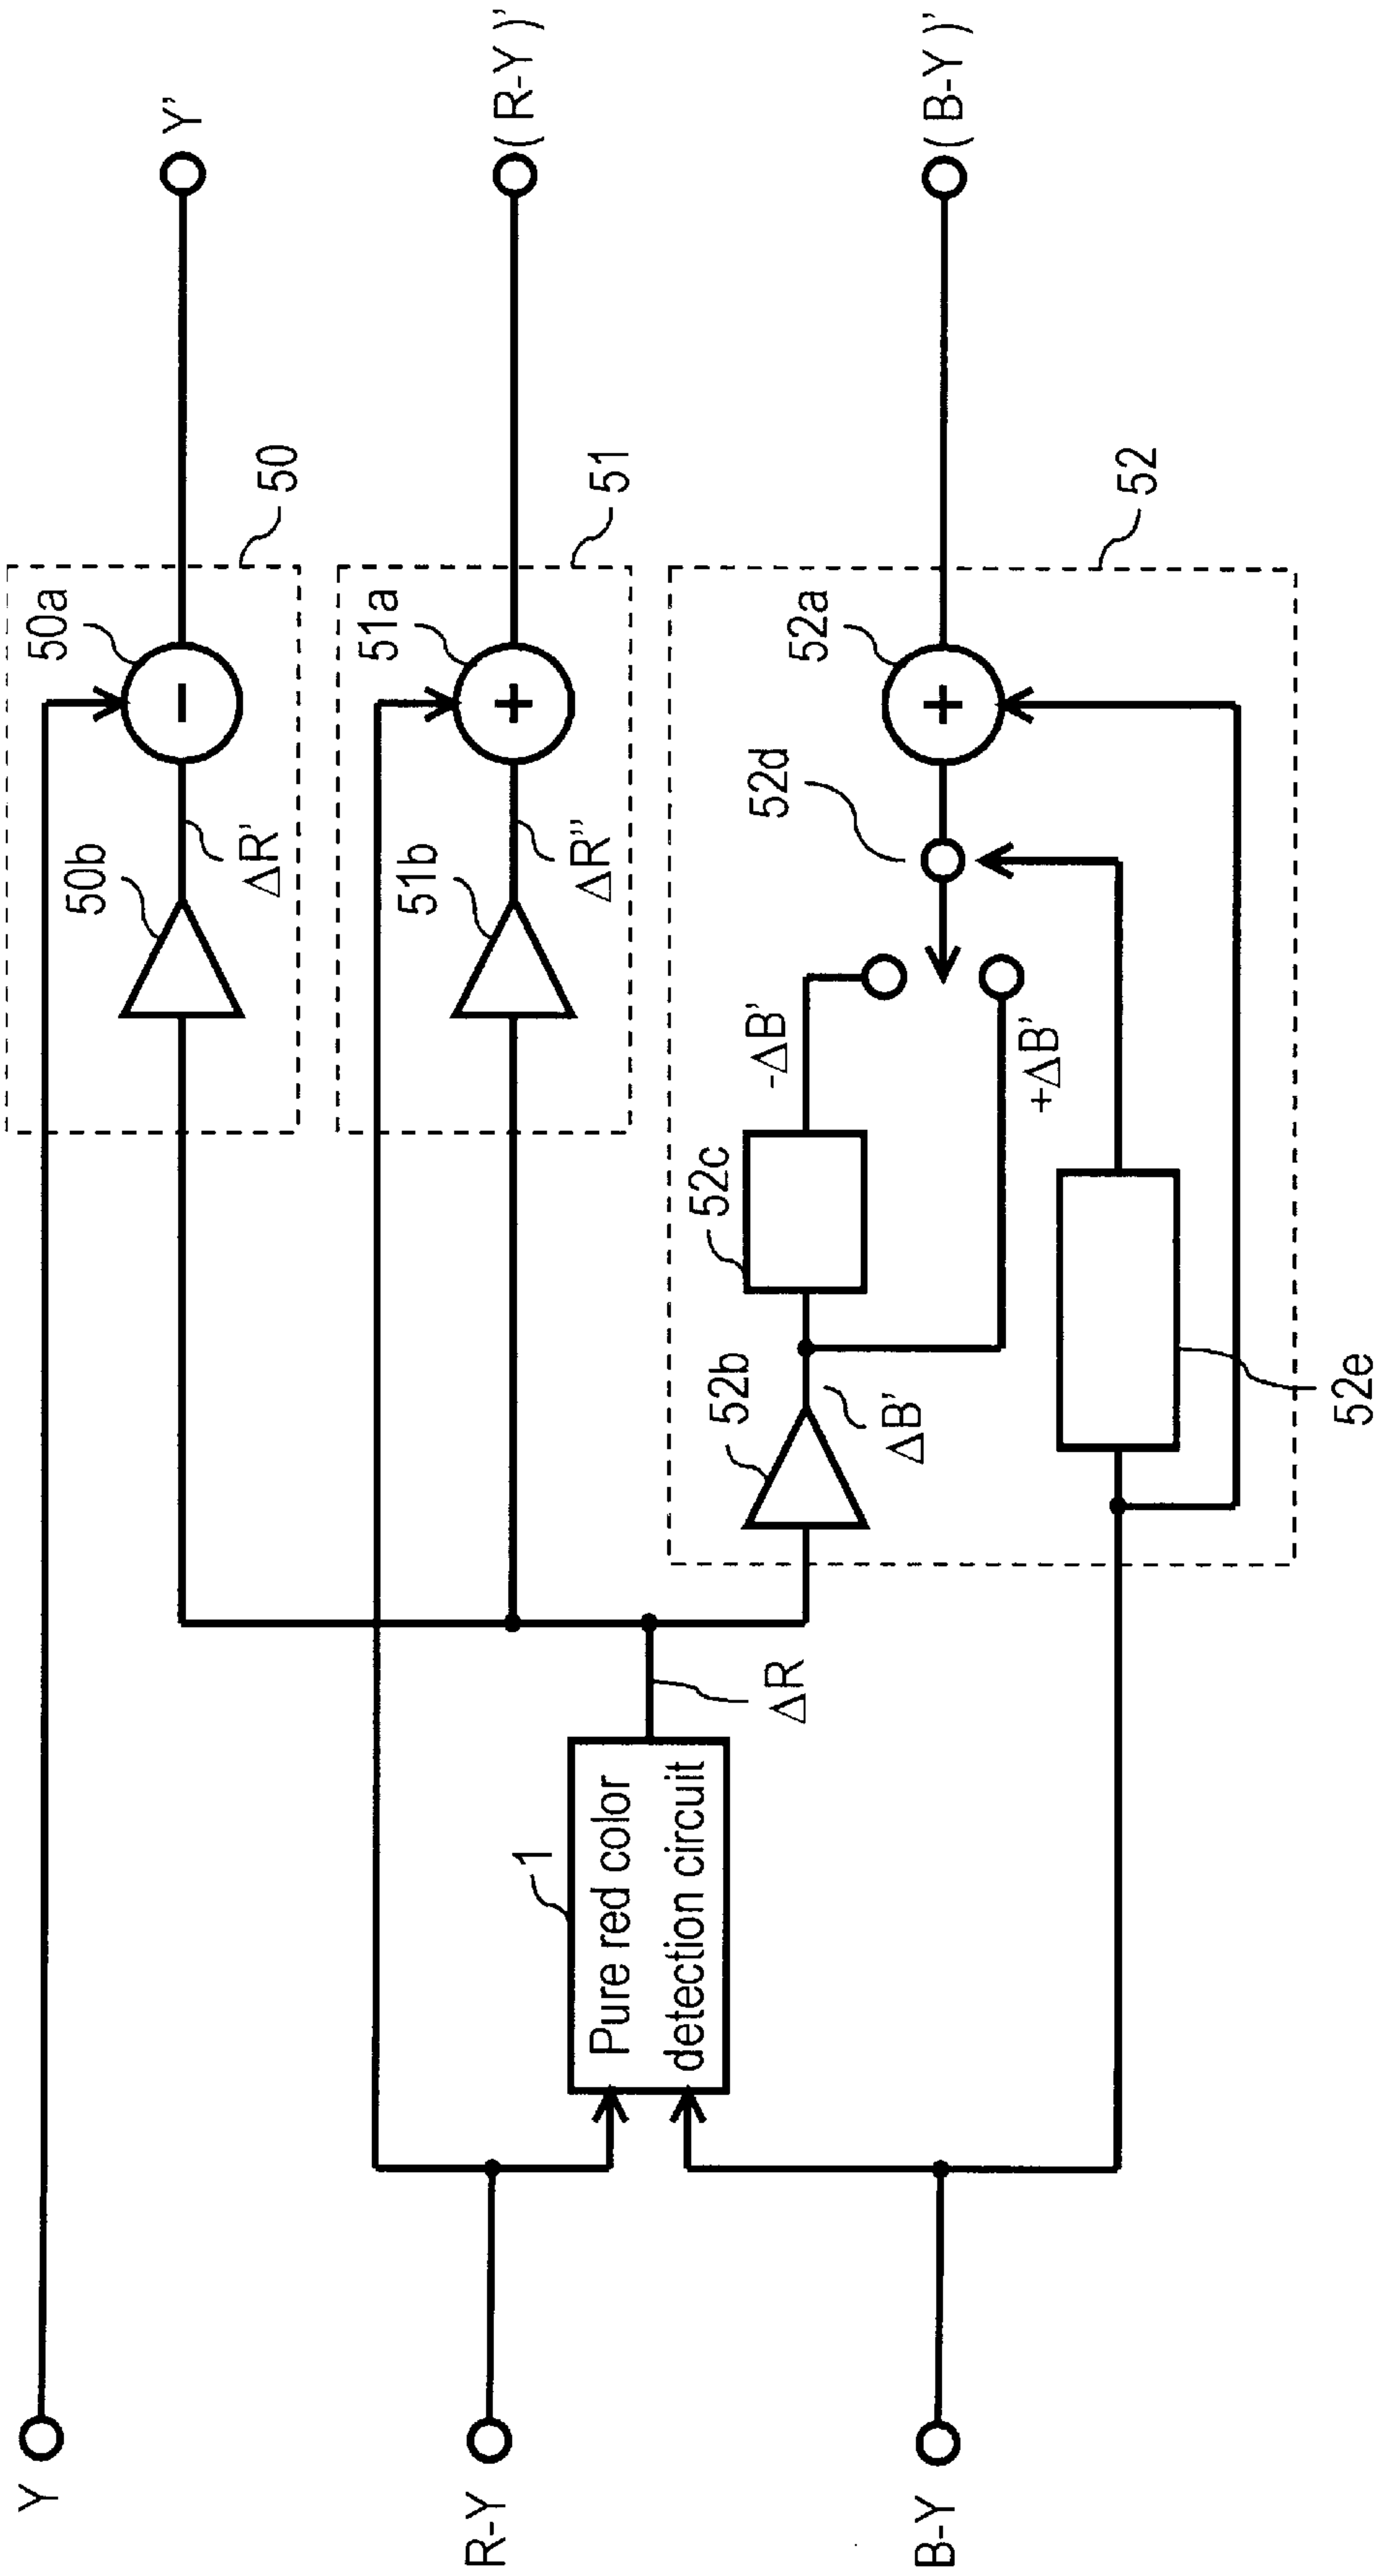 Y
R-Y
B-Y
1
Pure red color
detection circuit
ΔR
50
50a
50b
ΔR'
Y'
51
51a
51b
ΔR''
( R-Y )'
52
52a
52b
ΔB'
52c
-ΔB'
+ΔB'
52d
52e
( B-Y )'